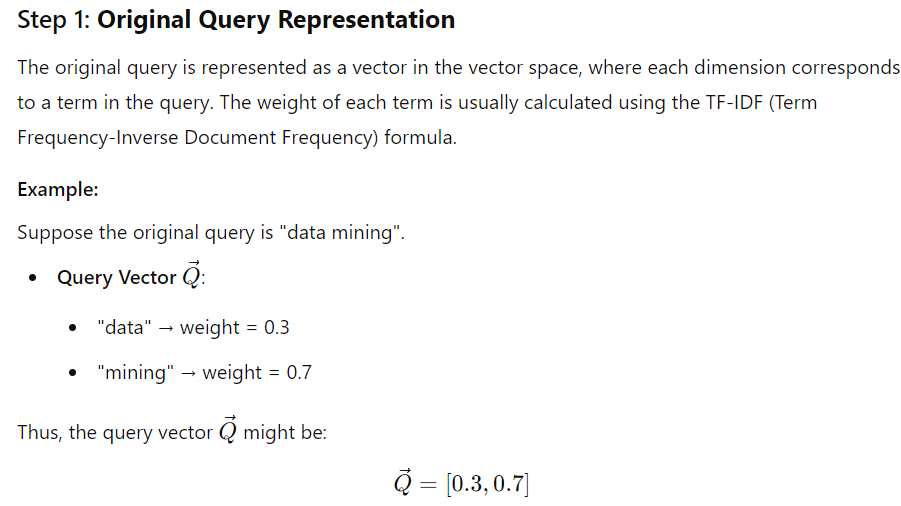 Step 1: Original Query Representation
The original query is represented as a vector in the vector space, where each dimension corresponds
to a term in the query. The weight of each term is usually calculated using the TF-IDF (Term
Frequency-Inverse Document Frequency) formula.
Example:
Suppose the original query is "data mining".
• Query Vector $\vec{Q}$:
• "data" → weight = 0.3
• "mining" → weight = 0.7
Thus, the query vector $\vec{Q}$ might be:
$\vec{Q} = [0.3, 0.7]$